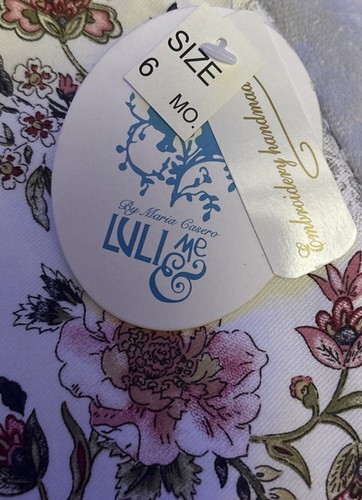 SIZE
6 MO.
By Maria Casero
LULI & ME
Embroidery handmade